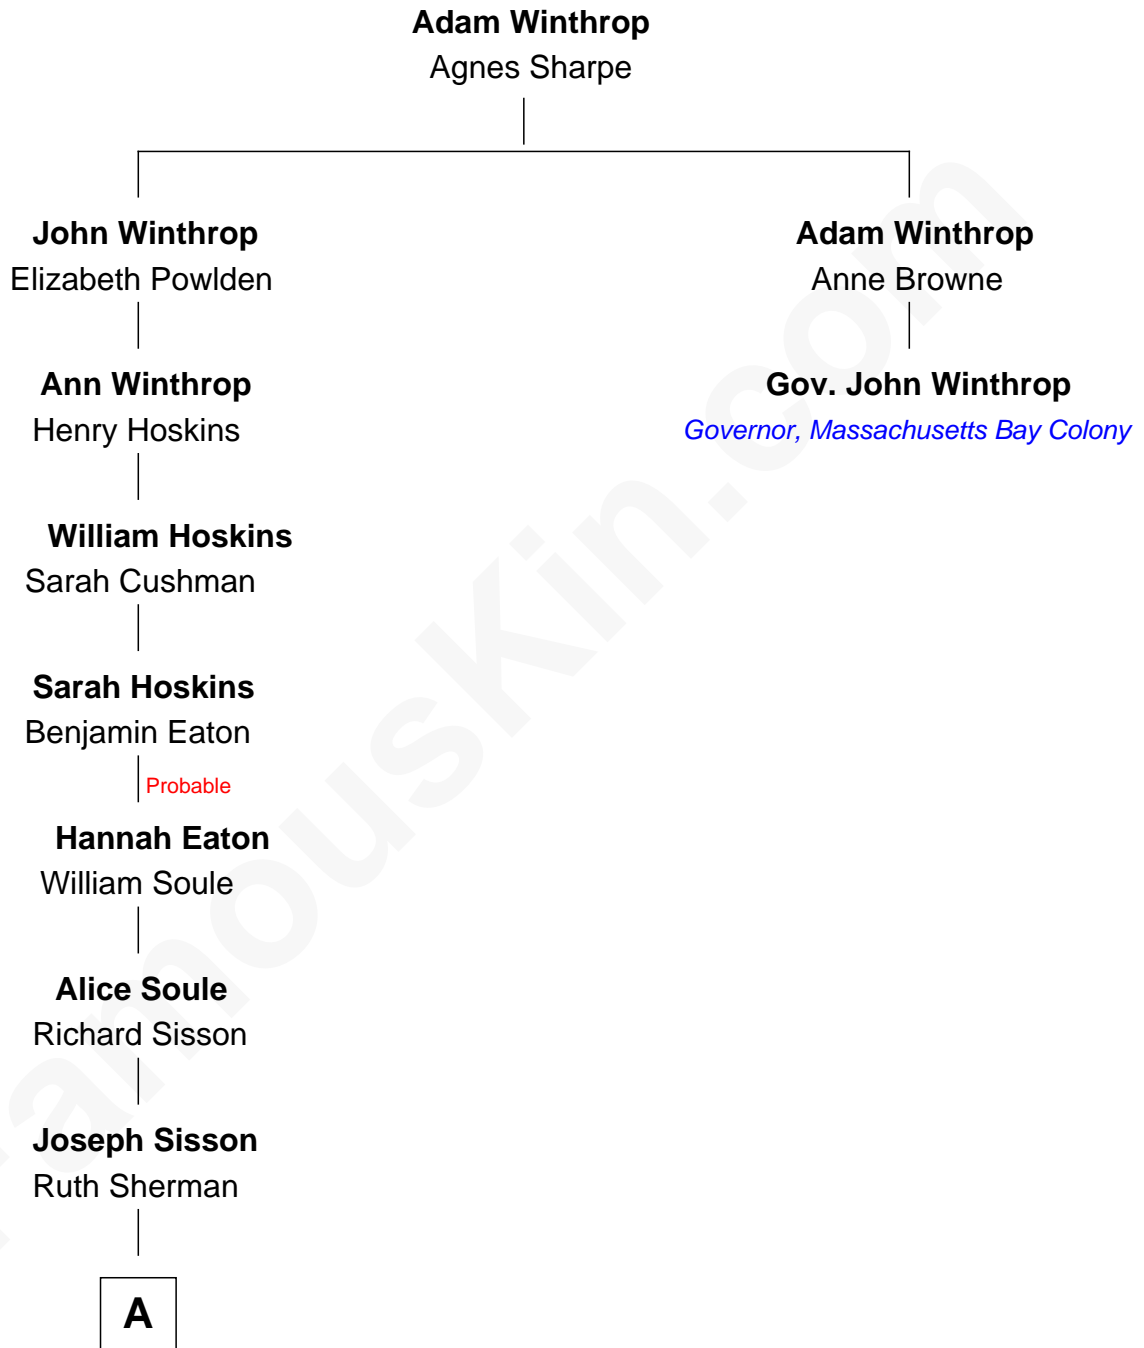 Adam Winthrop
Agnes Sharpe
John Winthrop
Elizabeth Powlden
Adam Winthrop
Anne Browne
Ann Winthrop
Henry Hoskins
Gov. John Winthrop
Governor, Massachusetts Bay Colony
William Hoskins
Sarah Cushman
Sarah Hoskins
Benjamin Eaton
Probable
Hannah Eaton
William Soule
Alice Soule
Richard Sisson
Joseph Sisson
Ruth Sherman
A
FamousKin.com